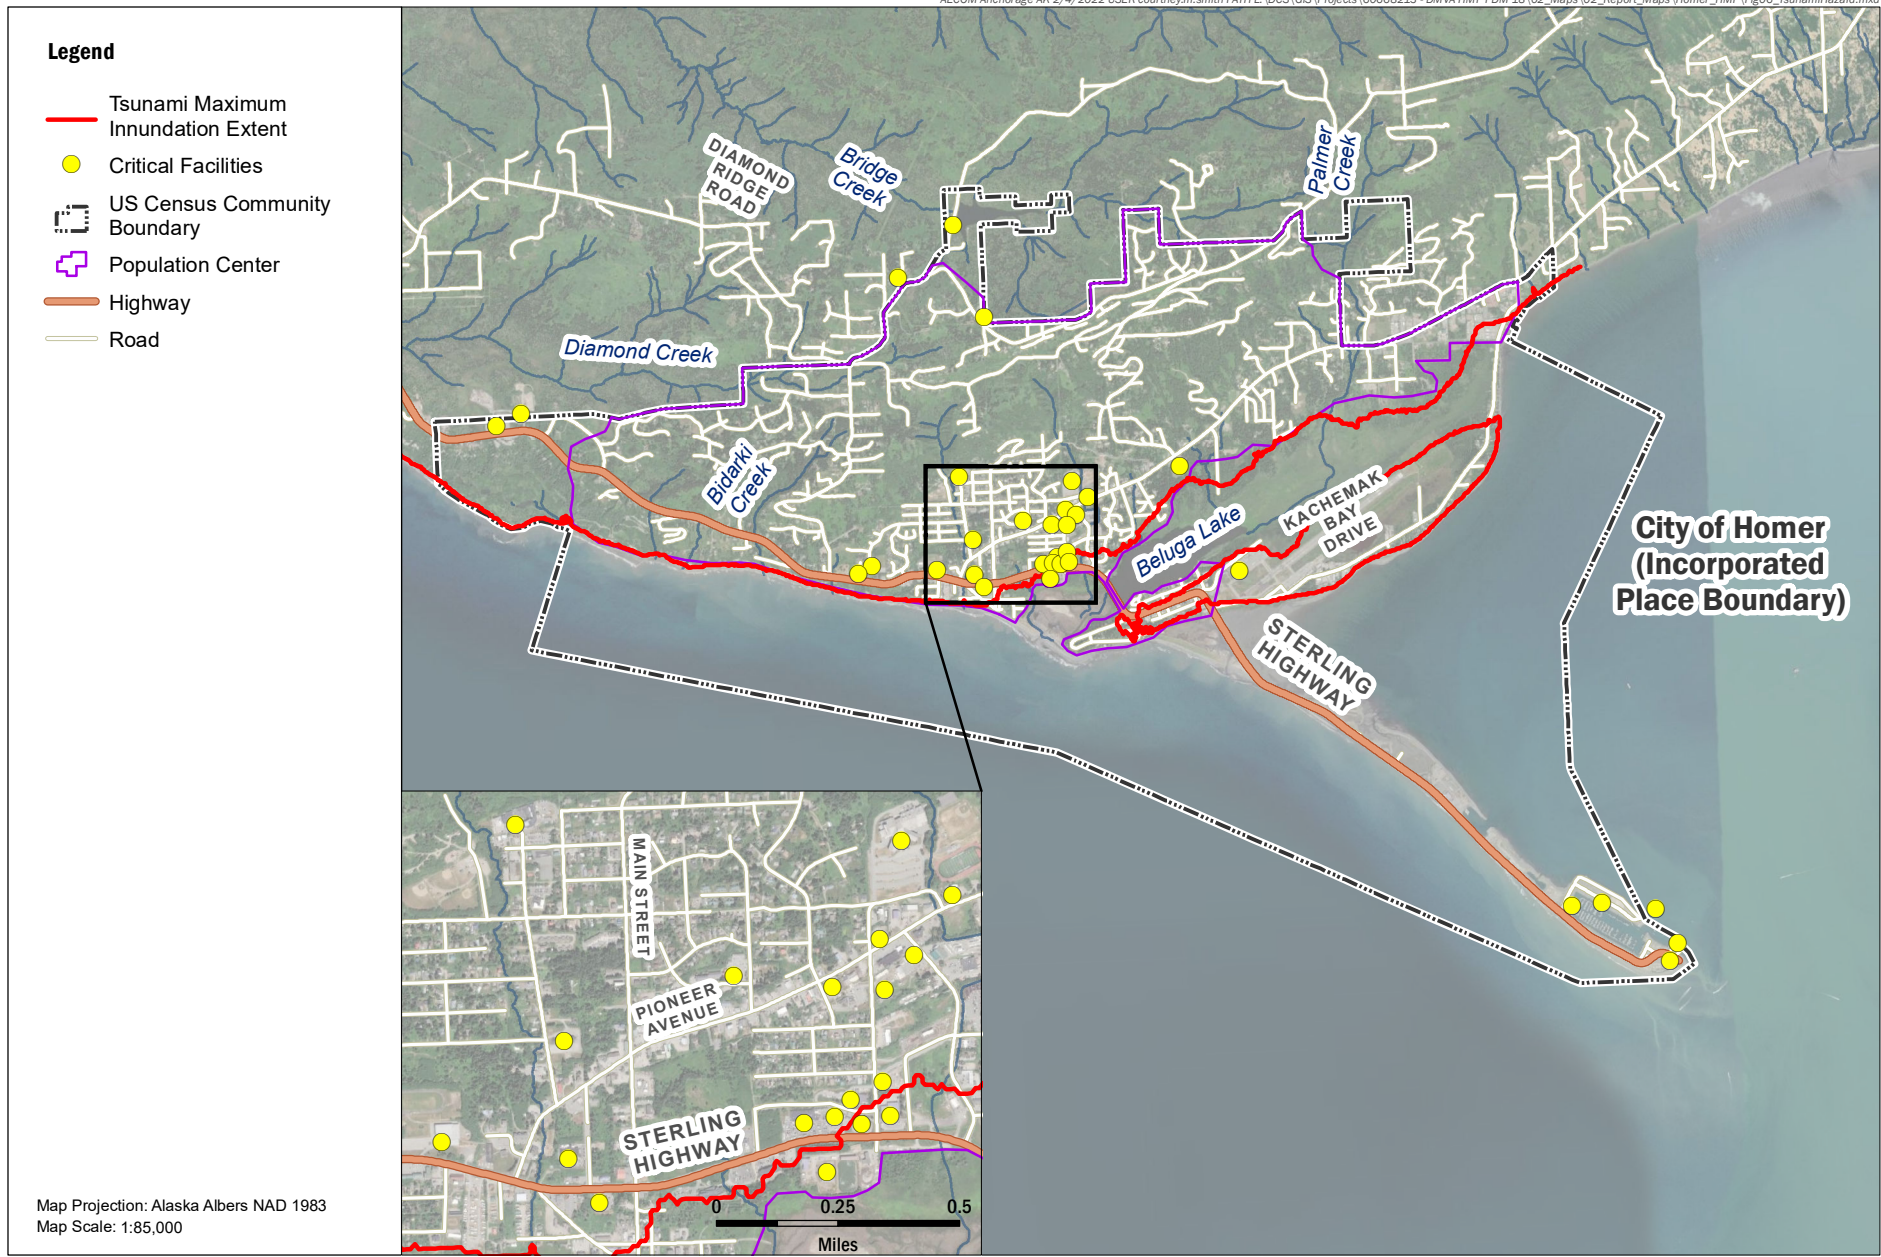 Legend
Tsunami Maximum
Innundation Extent
Critical Facilities
US Census Community
Boundary
Population Center
Highway
Road
Map Projection: Alaska Albers NAD 1983
Map Scale: 1:85,000
DIAMOND
RIDGE
ROAD
Bridge
Creek
Palmer
Creek
Diamond Creek
Bidarki
Creek
Beluga Lake
KACHEMAK
BAY
DRIVE
City of Homer
(Incorporated
Place Boundary)
STERLING
HIGHWAY
MAIN STREET
PIONEER
AVENUE
STERLING
HIGHWAY
0 0.25 0.5
Miles